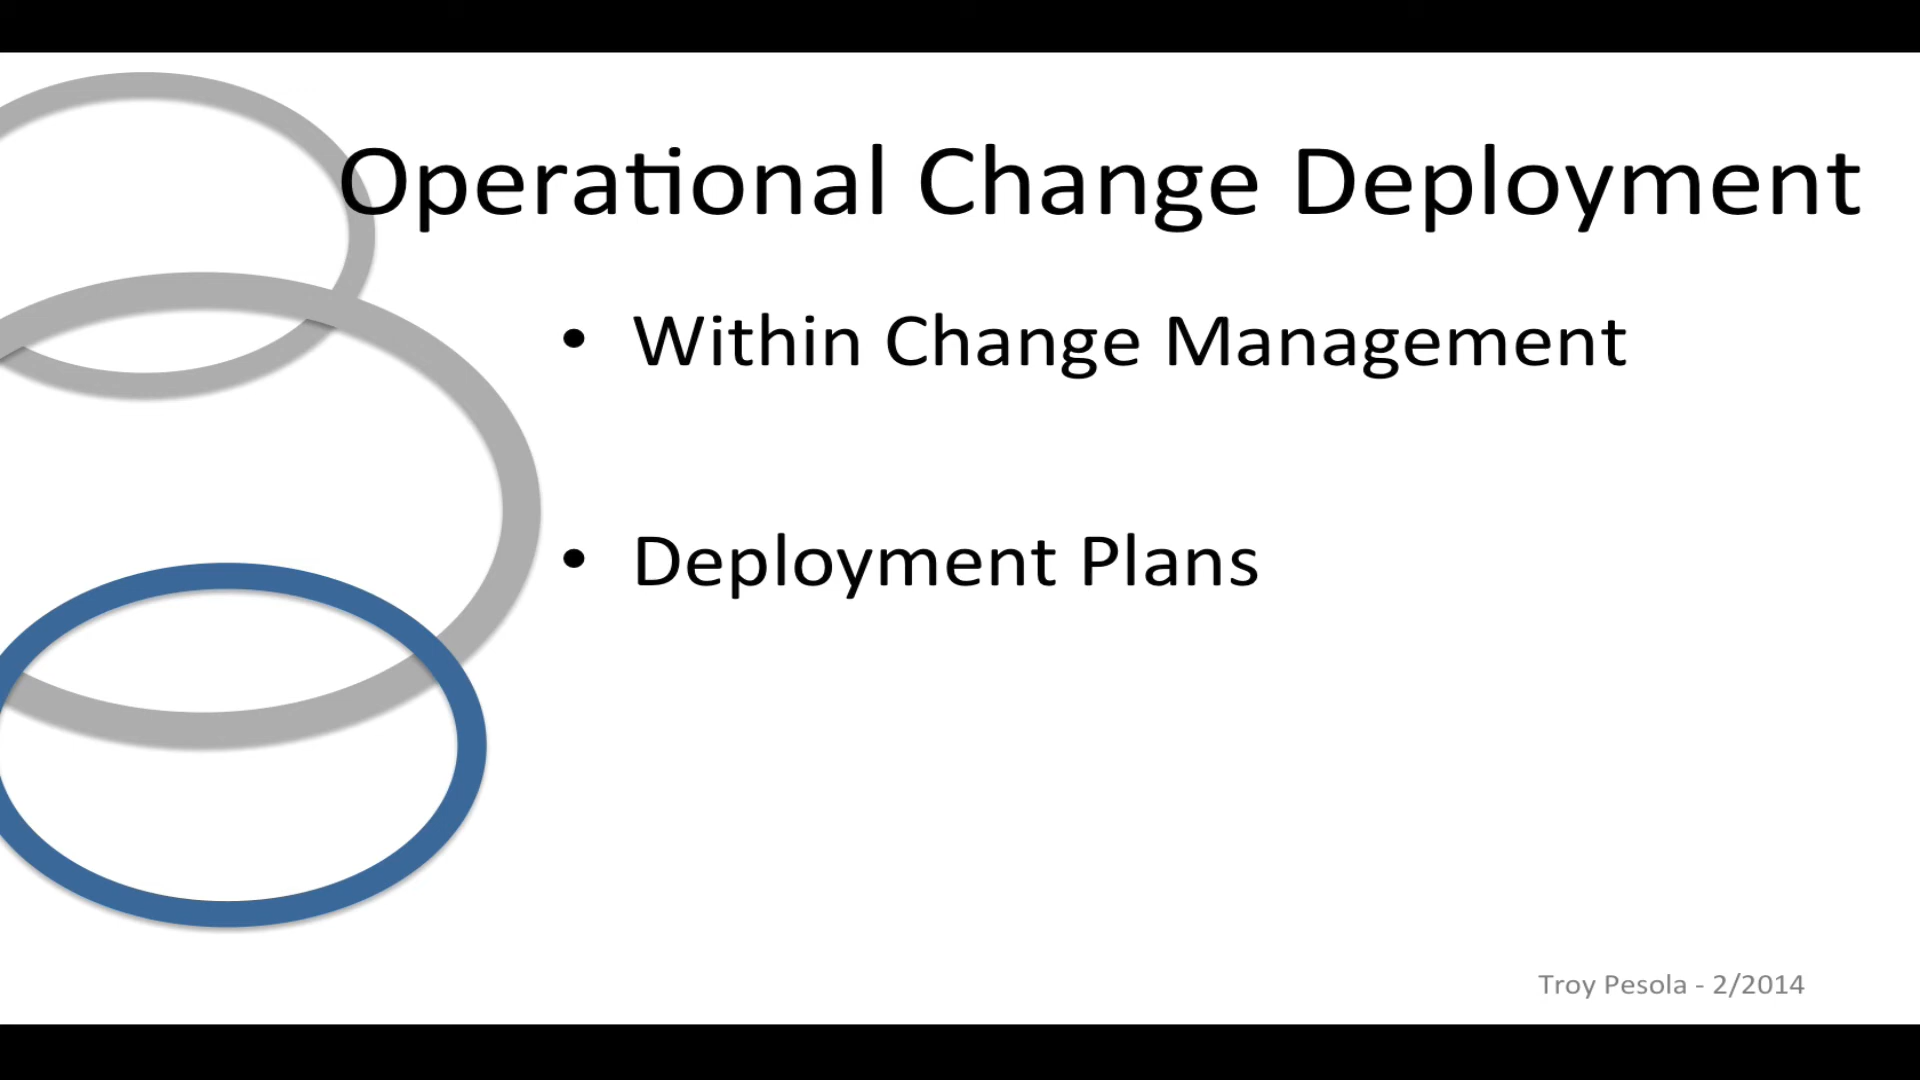 Operational Change Deployment
• Within Change Management
• Deployment Plans
Troy Pesola - 2/2014